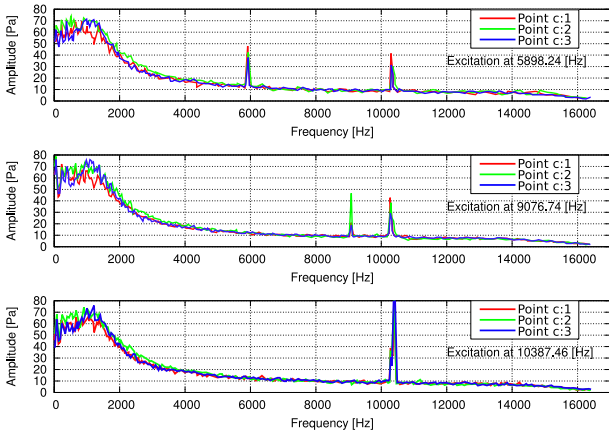 80
70
60
50
40
30
20
10
0
Amplitude [Pa]
Point c:1
Point c:2
Point c:3
Excitation at 5898.24 [Hz]
0 2000 4000 6000 8000 10000 12000 14000 16000
Frequency [Hz]
80
70
60
50
40
30
20
10
0
Amplitude [Pa]
Point c:1
Point c:2
Point c:3
Excitation at 9076.74 [Hz]
0 2000 4000 6000 8000 10000 12000 14000 16000
Frequency [Hz]
80
70
60
50
40
30
20
10
0
Amplitude [Pa]
Point c:1
Point c:2
Point c:3
Excitation at 10387.46 [Hz]
0 2000 4000 6000 8000 10000 12000 14000 16000
Frequency [Hz]